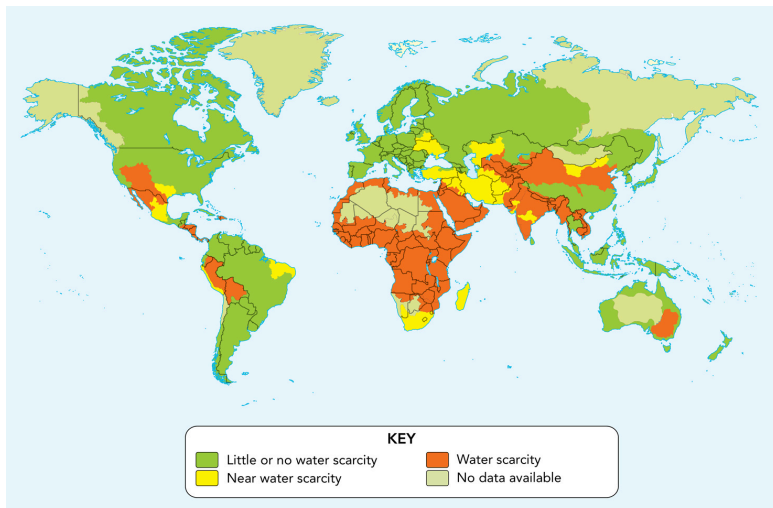 KEY
Little or no water scarcity
Water scarcity
Near water scarcity
No data available